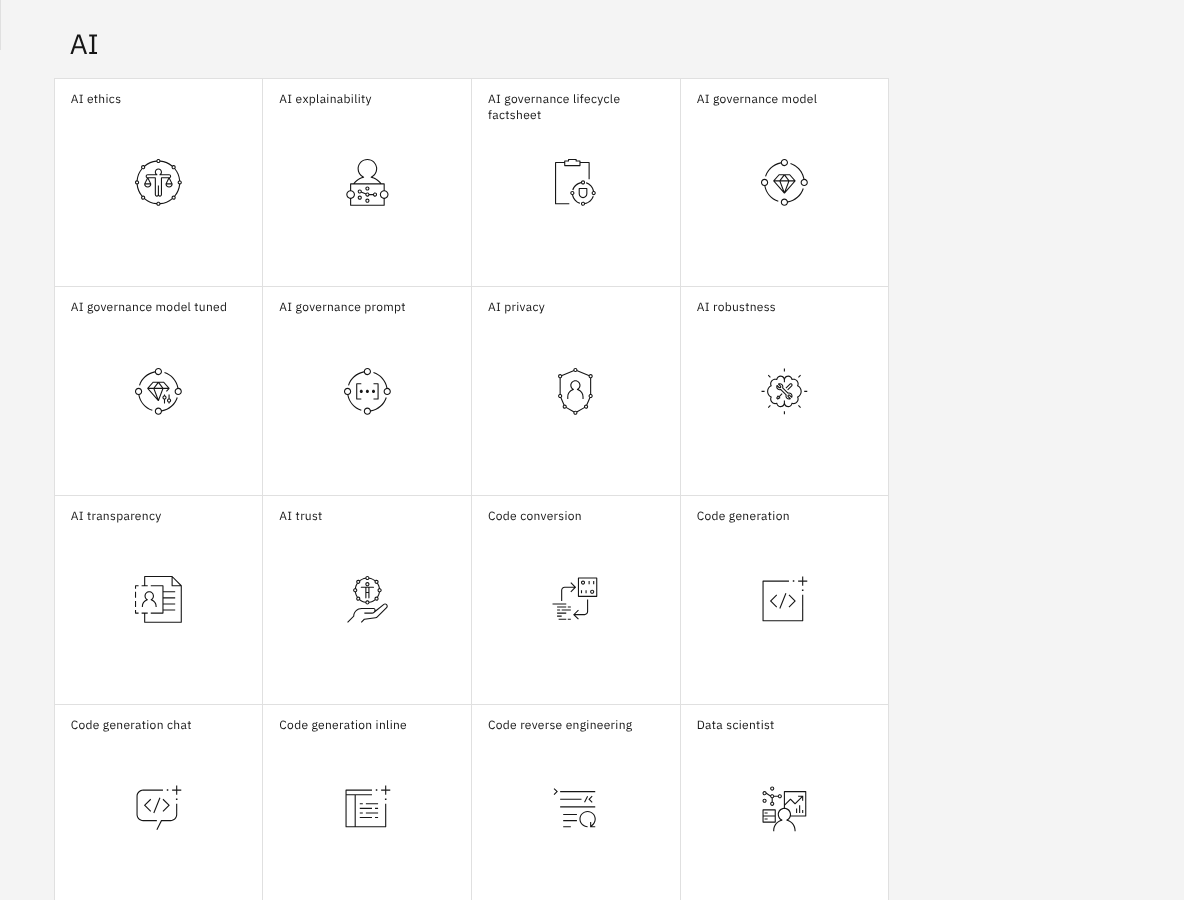 AI
AI ethics
AI explainability
AI governance lifecycle
factsheet
AI governance model
AI governance model tuned
AI governance prompt
AI privacy
AI robustness
AI transparency
AI trust
Code conversion
Code generation
Code generation chat
Code generation inline
Code reverse engineering
Data scientist